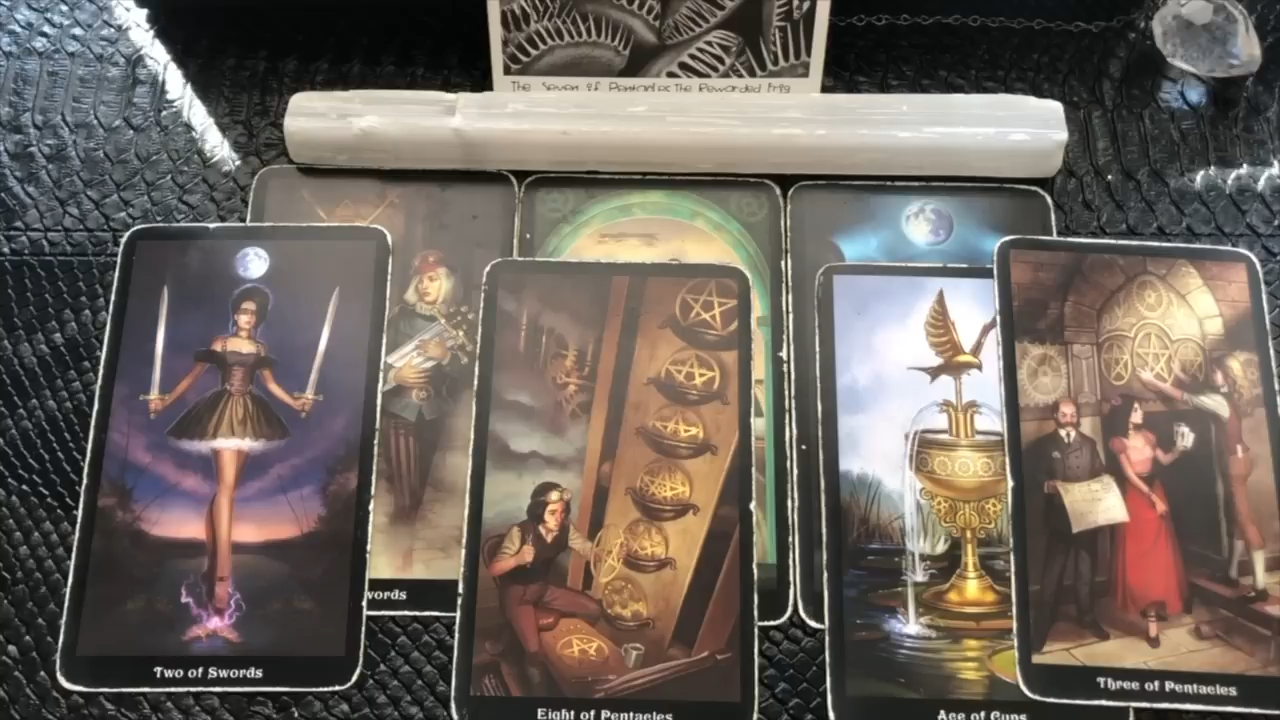 The Seven of Pentacles The Rewarded Frog
words
Two of Swords
Eight of Pentacles
Ace of Cups
Three of Pentacles